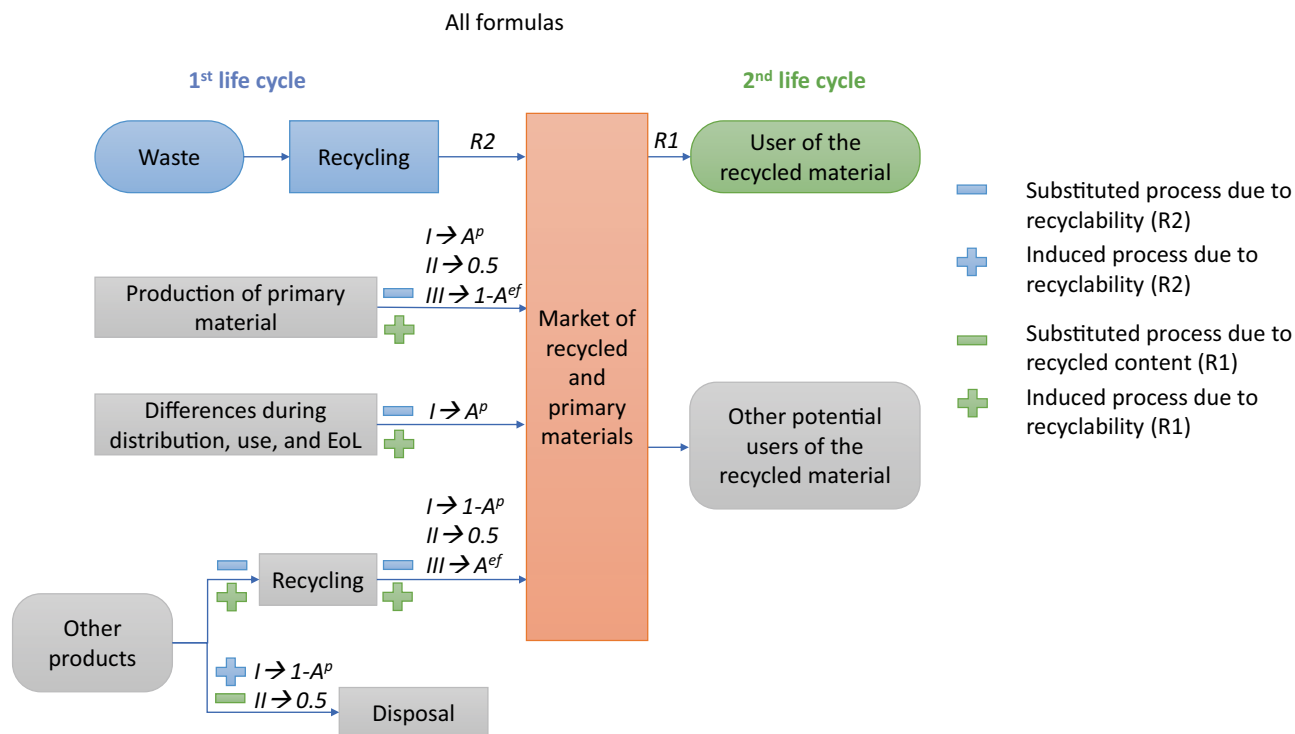 All formulas
1st life cycle
2nd life cycle
Waste
Recycling
R2
R1
User of the
recycled material
I → Aᵖ
II → 0.5
III → 1-Aᵉᶠ
Production of primary
material
Market of
recycled
and
primary
materials
Differences during
distribution, use, and EoL
I → Aᵖ
Other potential
users of the
recycled material
I → 1-Aᵖ
II → 0.5
III → Aᵉᶠ
Recycling
Other
products
I → 1-Aᵖ
II → 0.5
Disposal
Substituted process due to
recyclability (R2)
Induced process due to
recyclability (R2)
Substituted process due to
recycled content (R1)
Induced process due to
recyclability (R1)